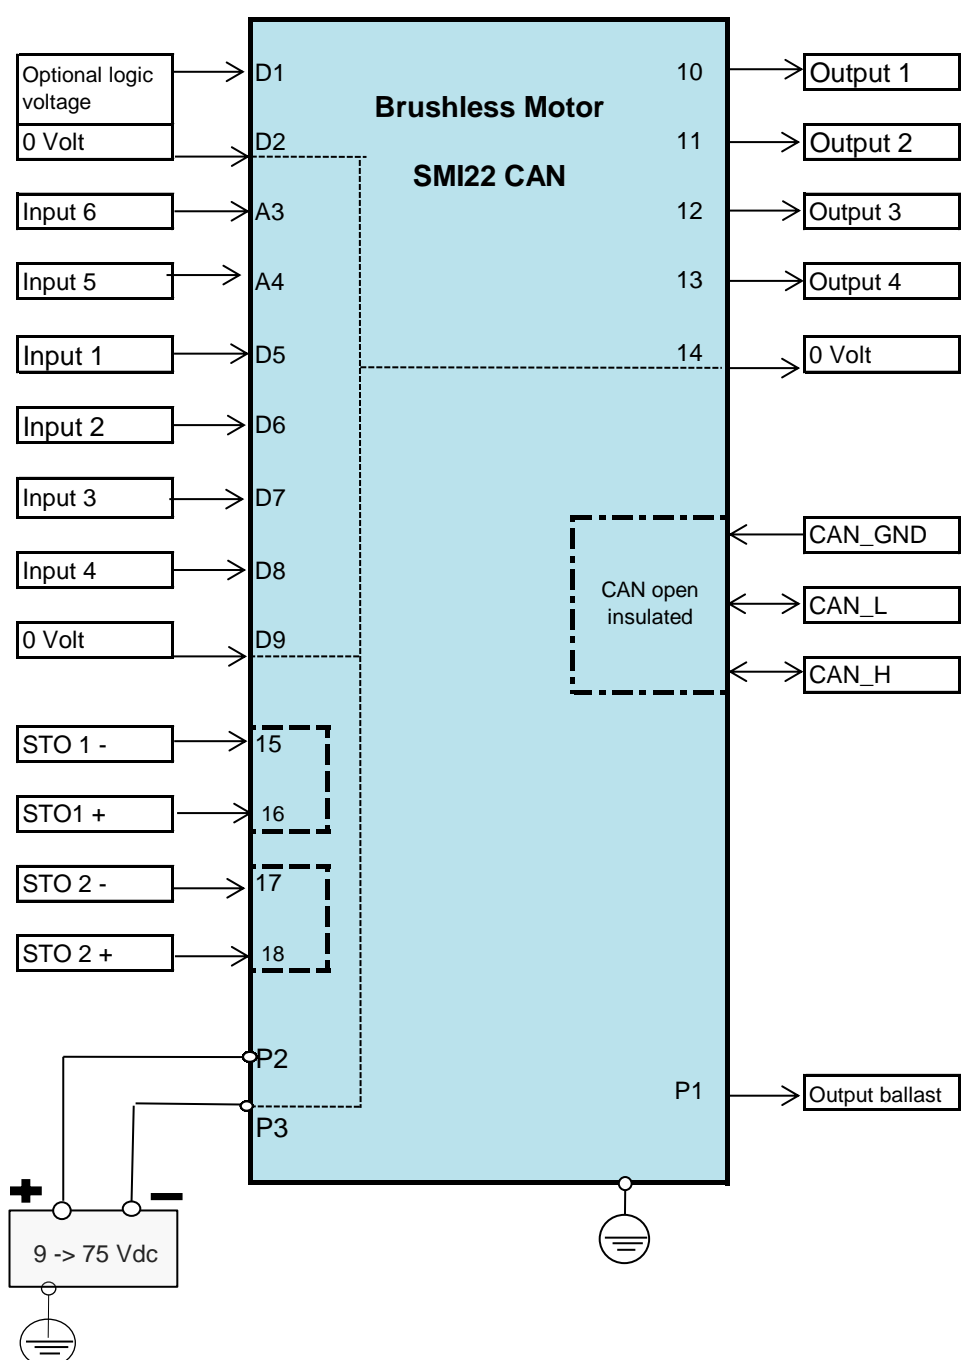 Optional logic
voltage
D1
Brushless Motor
10
Output 1
0 Volt
D2
SMI22 CAN
11
Output 2
Input 6
A3
12
Output 3
Input 5
A4
13
Output 4
Input 1
D5
14
0 Volt
Input 2
D6
Input 3
D7
Input 4
D8
0 Volt
D9
CAN open
insulated
CAN_GND
CAN_L
CAN_H
STO 1 -
15
STO1 +
16
STO 2 -
17
STO 2 +
18
P2
P3
P1
Output ballast
+ -
9 -> 75 Vdc